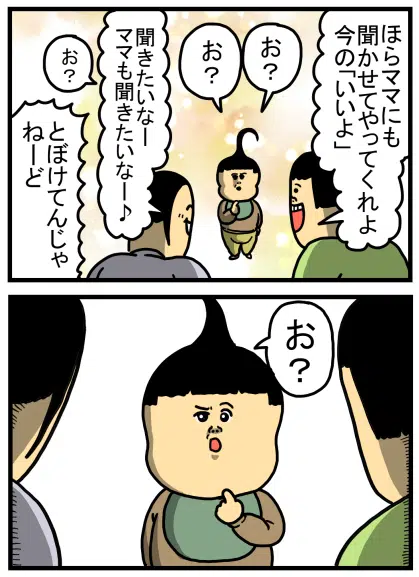 ほらママにも
聞かせてやってくれよ
今の「いいよ」
お？
お？
聞きたいなー
ママも聞きたいなー♪
お？
とぼけてんじゃ
ねーど
お？